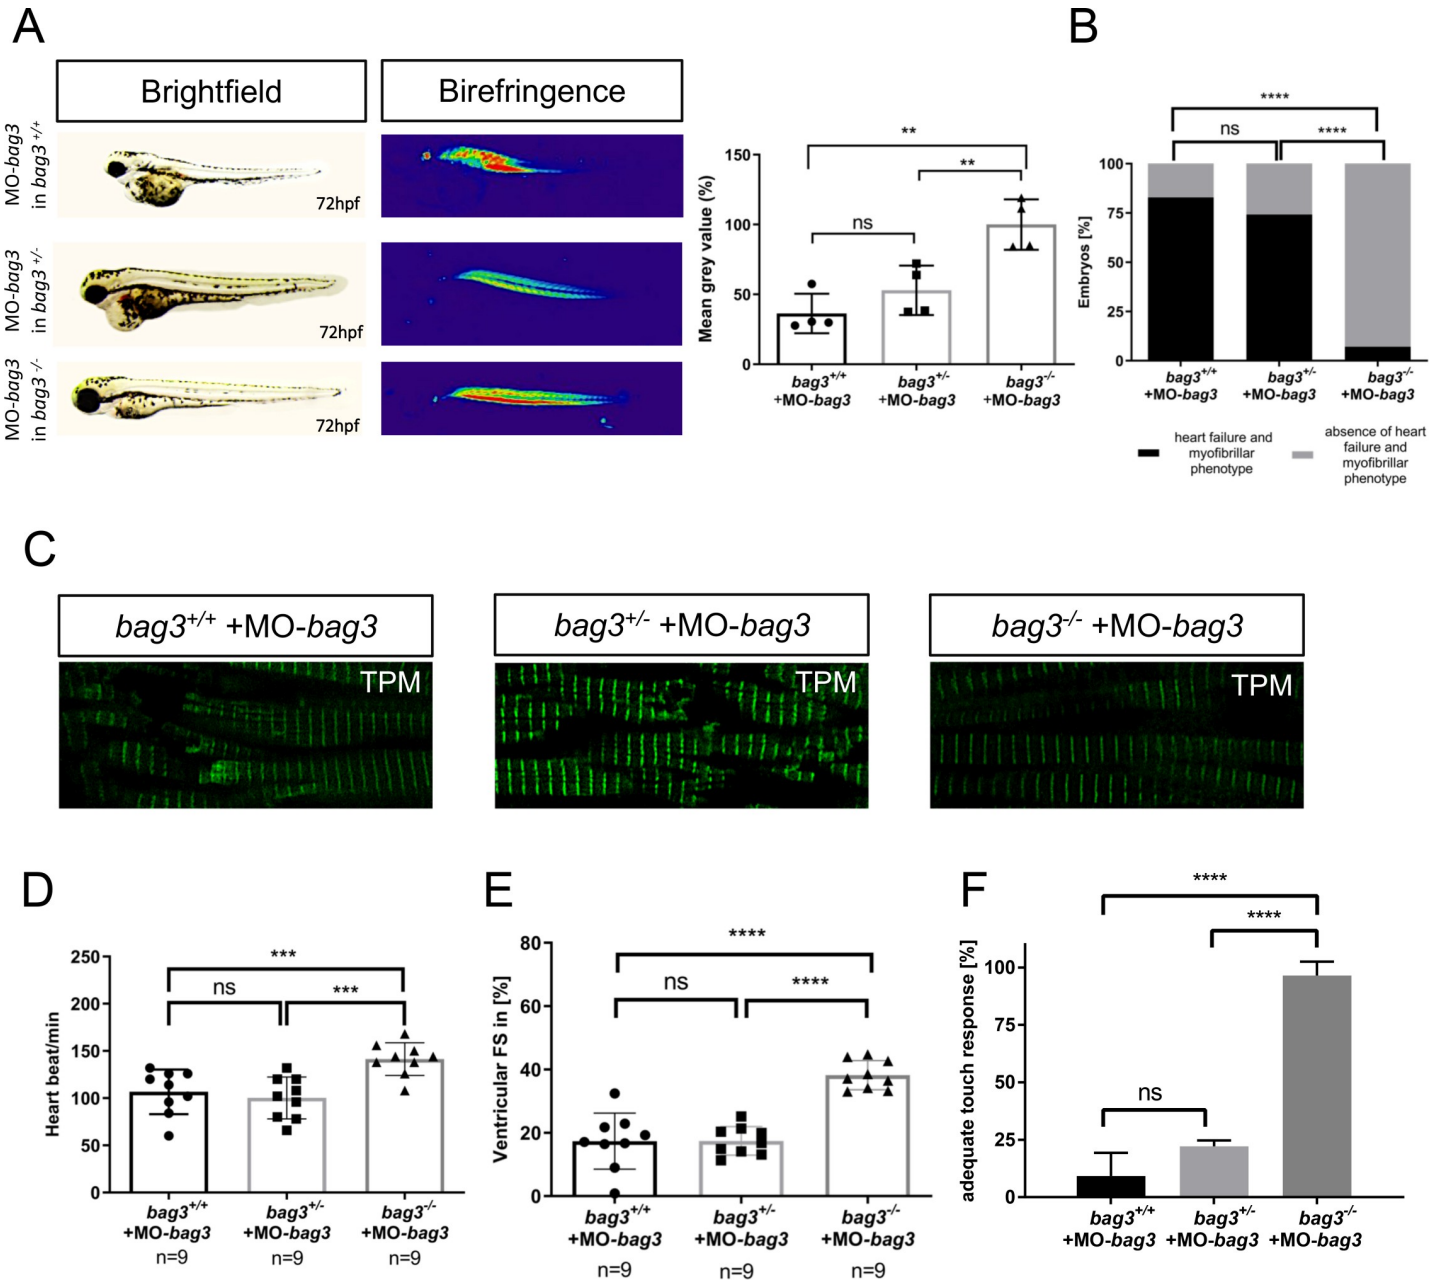 A
Brightfield
Birefringence
MO-bag3
in bag3 +/+
72hpf
MO-bag3
in bag3 +/-
72hpf
MO-bag3
in bag3 -/-
72hpf
Mean grey value (%)
150
100
50
0
**
**
ns
bag3+/+
+MO-bag3
bag3+/-
+MO-bag3
bag3-/-
+MO-bag3
B
Embryos [%]
100
75
50
25
0
****
ns
****
bag3+/+
+MO-bag3
bag3+/-
+MO-bag3
bag3-/-
+MO-bag3
heart failure and
myofibrillar
phenotype
absence of heart
failure and
myofibrillar
phenotype
C
bag3+/+ +MO-bag3
TPM
bag3+/- +MO-bag3
TPM
bag3-/- +MO-bag3
TPM
D
Heart beat/min
250
200
150
100
50
0
***
ns
***
bag3+/+
+MO-bag3
n=9
bag3+/-
+MO-bag3
n=9
bag3-/-
+MO-bag3
n=9
E
Ventricular FS in [%]
80
60
40
20
0
****
ns
****
bag3+/+
+MO-bag3
n=9
bag3+/-
+MO-bag3
n=9
bag3-/-
+MO-bag3
n=9
F
adequate touch response [%]
100
75
50
25
0
****
****
ns
bag3+/+
+MO-bag3
bag3+/-
+MO-bag3
bag3-/-
+MO-bag3